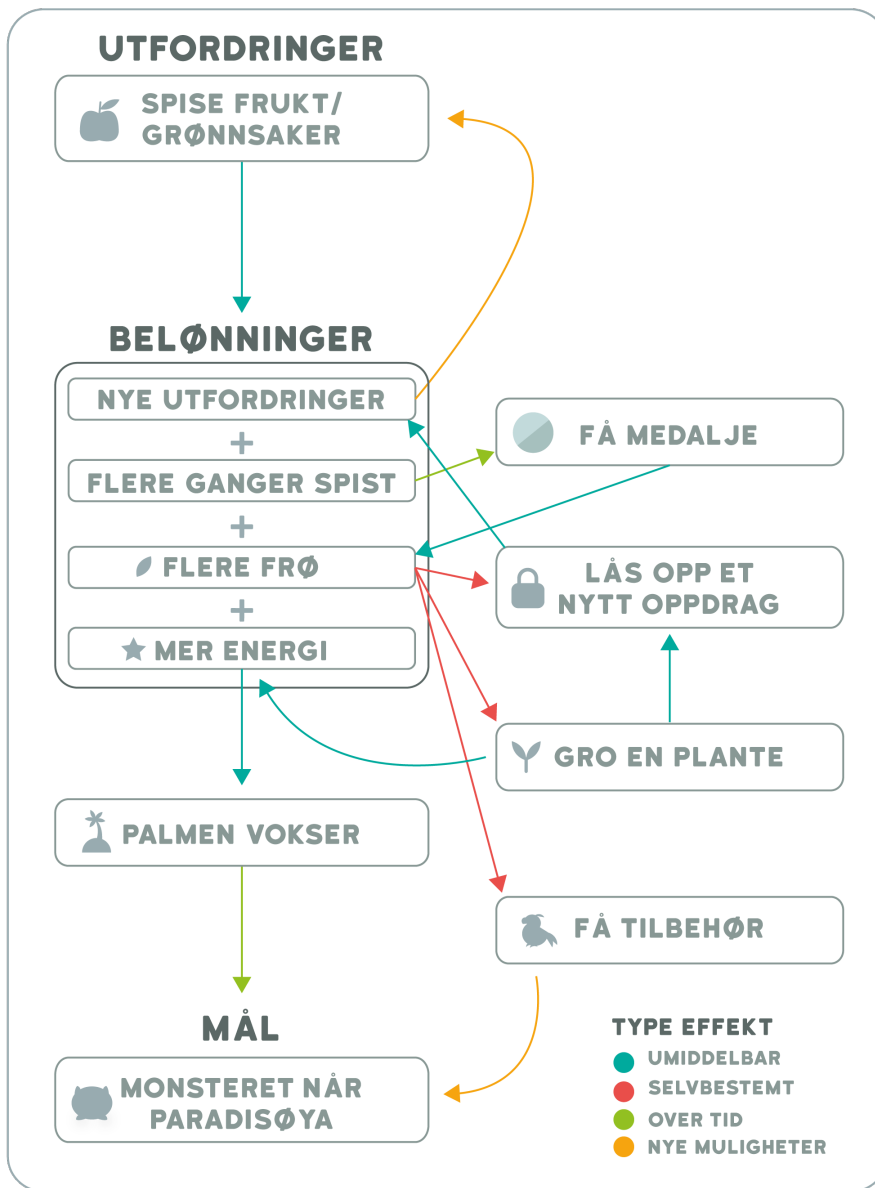 UTFORDRINGER
SPISE FRUKT/
GRØNNSAKER
BELØNNINGER
NYE UTFORDRINGER
+
FLERE GANGER SPIST
+
FLERE FRØ
+
MER ENERGI
FÅ MEDALJE
LÅS OPP ET
NYTT OPPDRAG
GRO EN PLANTE
PALMEN VOKSER
FÅ TILBEHØR
MÅL
MONSTERET NÅR
PARADISØYA
TYPE EFFEKT
UMIDDELBAR
SELVBESTEMT
OVER TID
NYE MULIGHETER